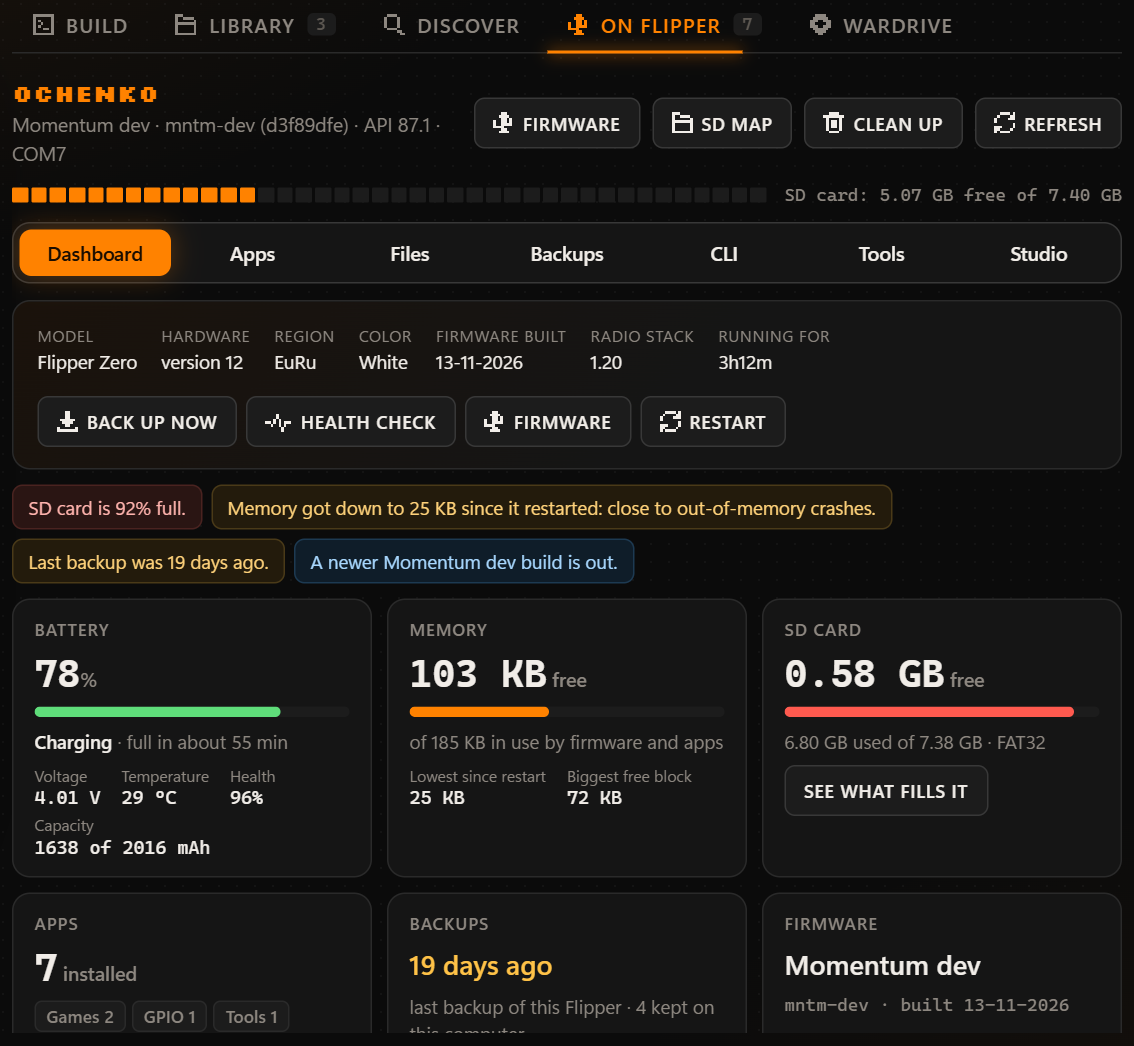 BUILD LIBRARY 3 DISCOVER ON FLIPPER 7 WARDRIVE
OCHENKO
Momentum dev · mntm-dev (d3f89dfe) · API 87.1 ·
COM7
FIRMWARE SD MAP CLEAN UP REFRESH
SD card: 5.07 GB free of 7.40 GB
Dashboard Apps Files Backups CLI Tools Studio
MODEL HARDWARE REGION COLOR FIRMWARE BUILT RADIO STACK RUNNING FOR
Flipper Zero version 12 EuRu White 13-11-2026 1.20 3h12m
BACK UP NOW HEALTH CHECK FIRMWARE RESTART
SD card is 92% full. Memory got down to 25 KB since it restarted: close to out-of-memory crashes.
Last backup was 19 days ago. A newer Momentum dev build is out.
BATTERY
78%
Charging · full in about 55 min
Voltage Temperature Health
4.01 V 29 °C 96%
Capacity
1638 of 2016 mAh
MEMORY
103 KB free
of 185 KB in use by firmware and apps
Lowest since restart Biggest free block
25 KB 72 KB
SD CARD
0.58 GB free
6.80 GB used of 7.38 GB · FAT32
SEE WHAT FILLS IT
APPS
7 installed
Games 2 GPIO 1 Tools 1
BACKUPS
19 days ago
last backup of this Flipper · 4 kept on
this computer
FIRMWARE
Momentum dev
mntm-dev · built 13-11-2026